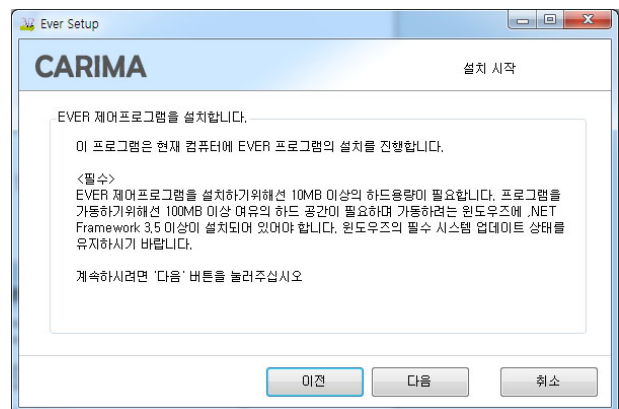 Ever Setup
CARIMA
설치 시작
EVER 제어프로그램을 설치합니다.
이 프로그램은 현재 컴퓨터에 EVER 프로그램의 설치를 진행합니다.
<필수>
EVER 제어프로그램을 설치하기위해선 10MB 이상의 하드용량이 필요합니다. 프로그램을
가동하기위해선 100MB 이상 여유의 하드 공간이 필요하며 가동하려는 윈도우즈에 .NET
Framework 3.5 이상이 설치되어 있어야 합니다. 윈도우즈의 필수 시스템 업데이트 상태를
유지하시기 바랍니다.
계속하시려면 '다음' 버튼을 눌러주십시오
이전
다음
취소